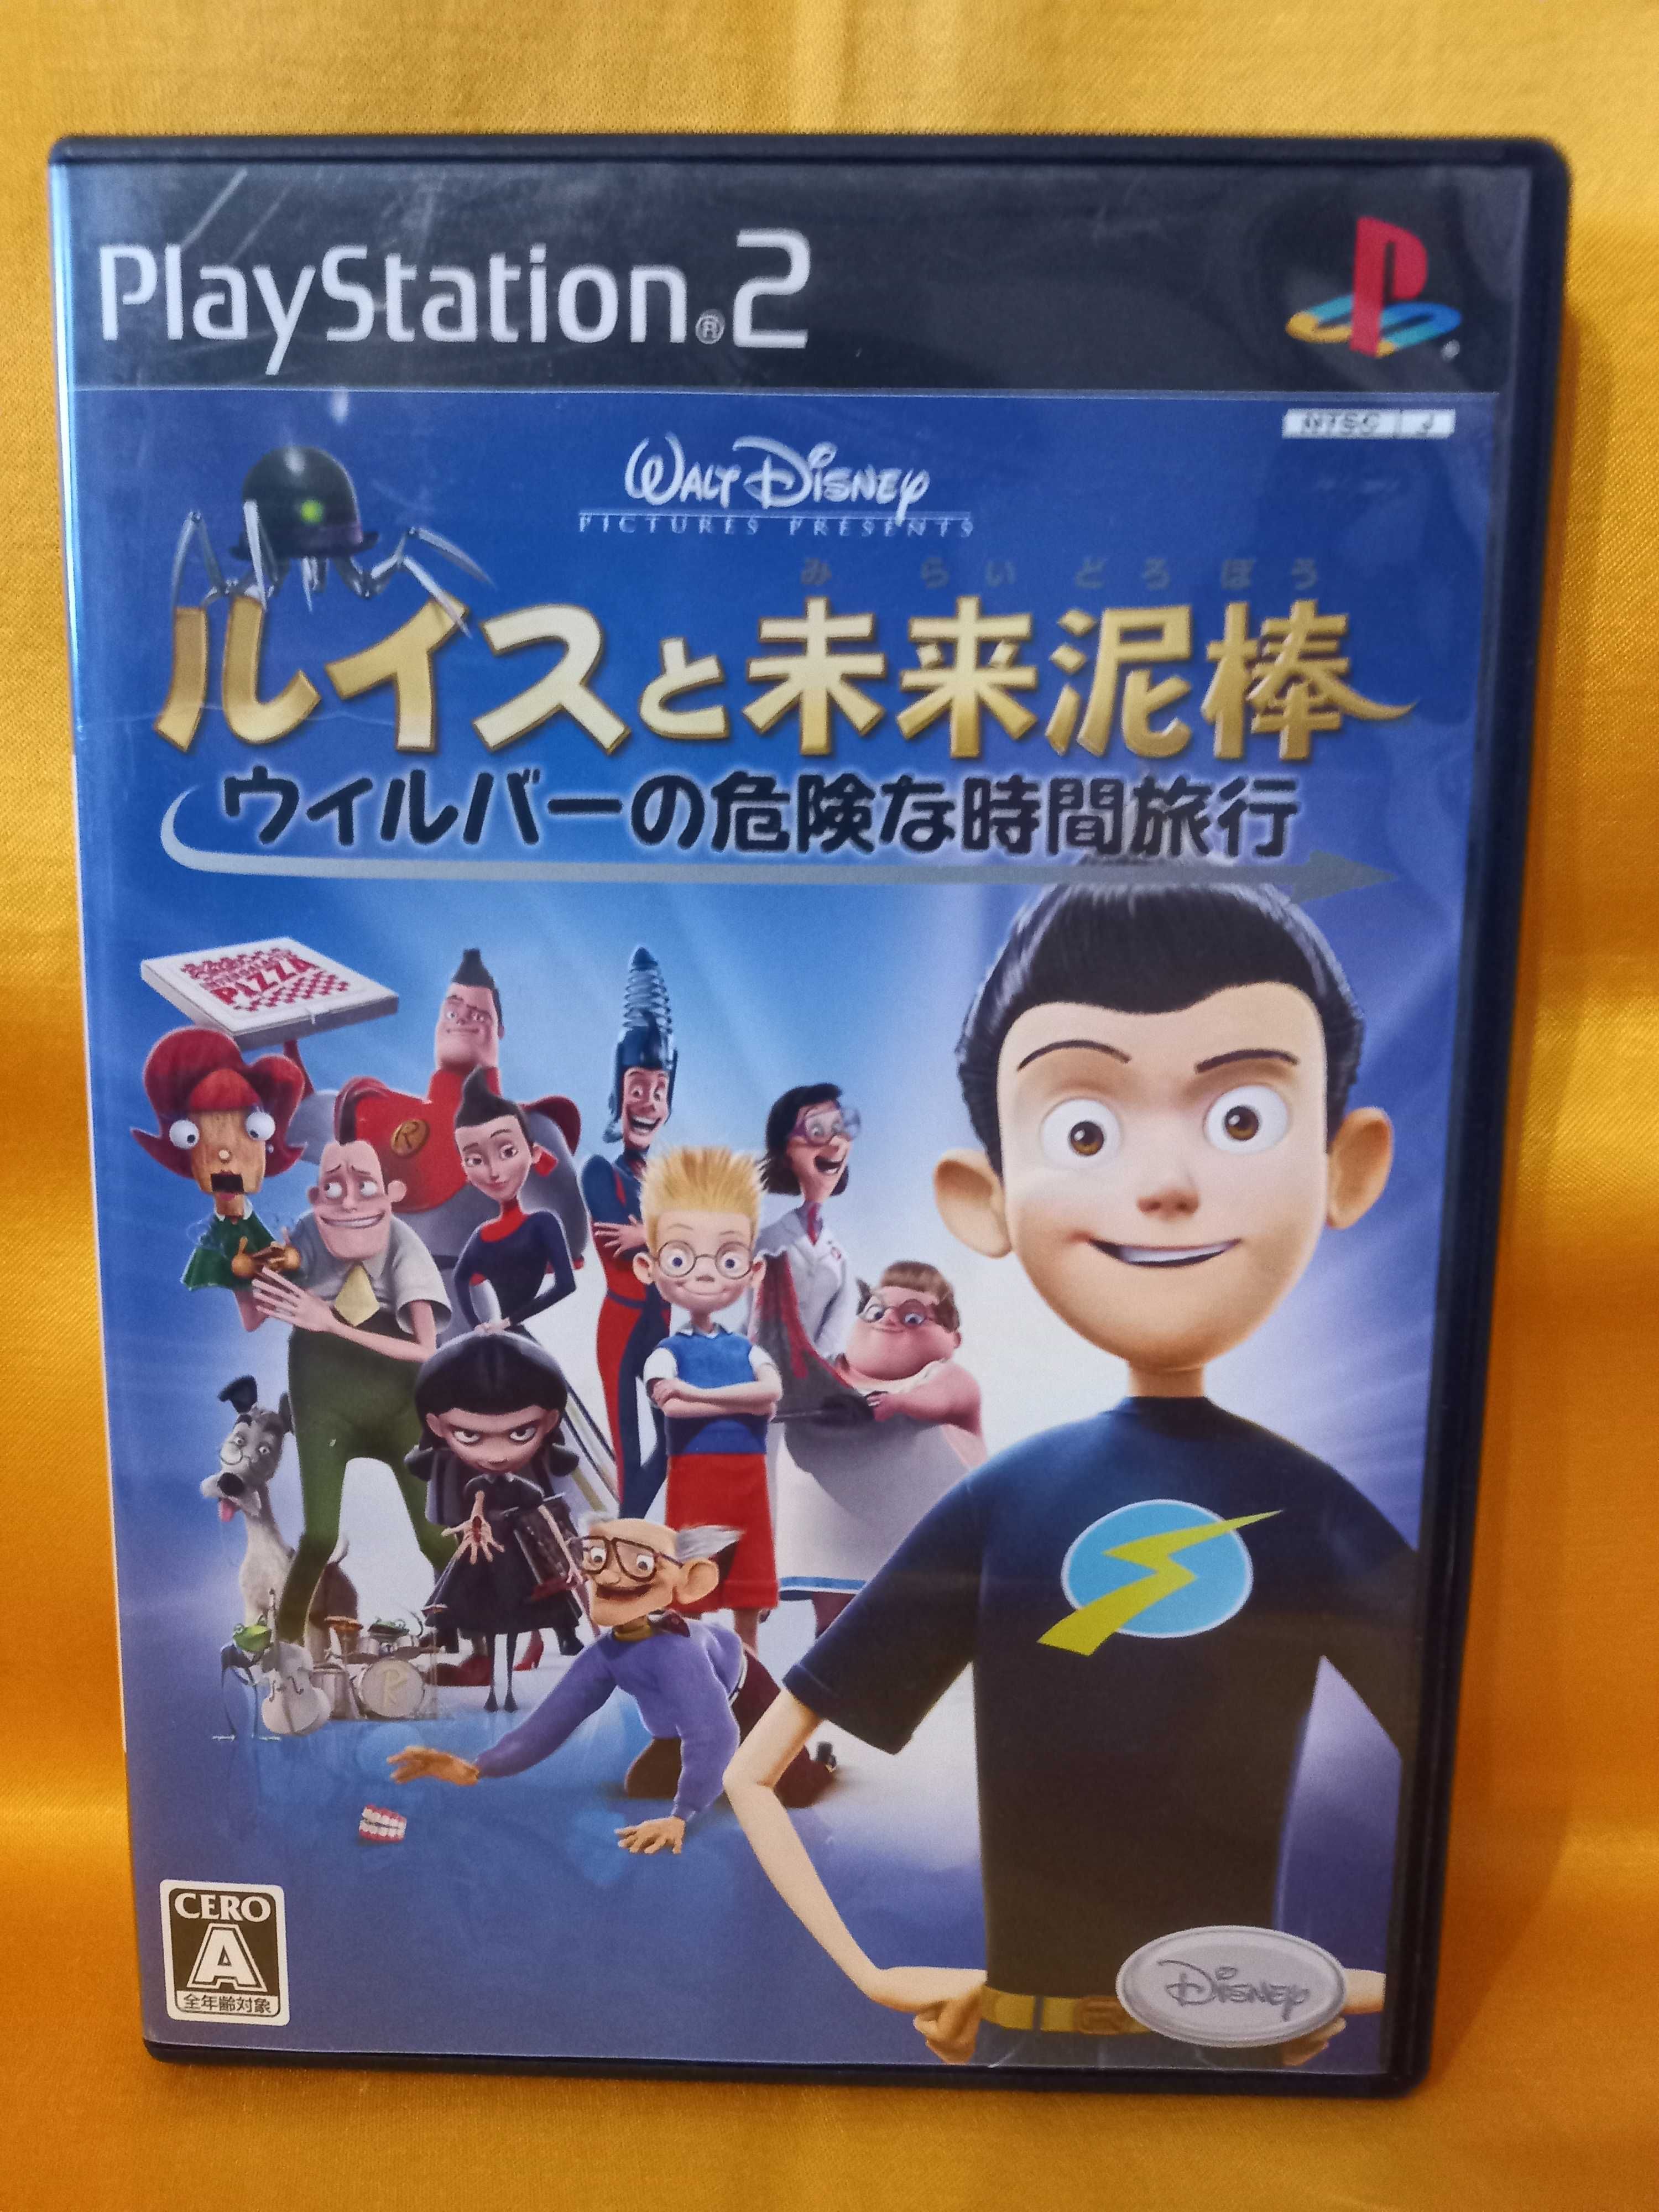 PlayStation®2
NTSC J
WALT DISNEY
PICTURES PRESENTS
み らい どろ ぼう
ルイスと未来泥棒
ウィルバーの危険な時間旅行
PIZZA
R
R
CERO
A
全年齢対象
DISNEY